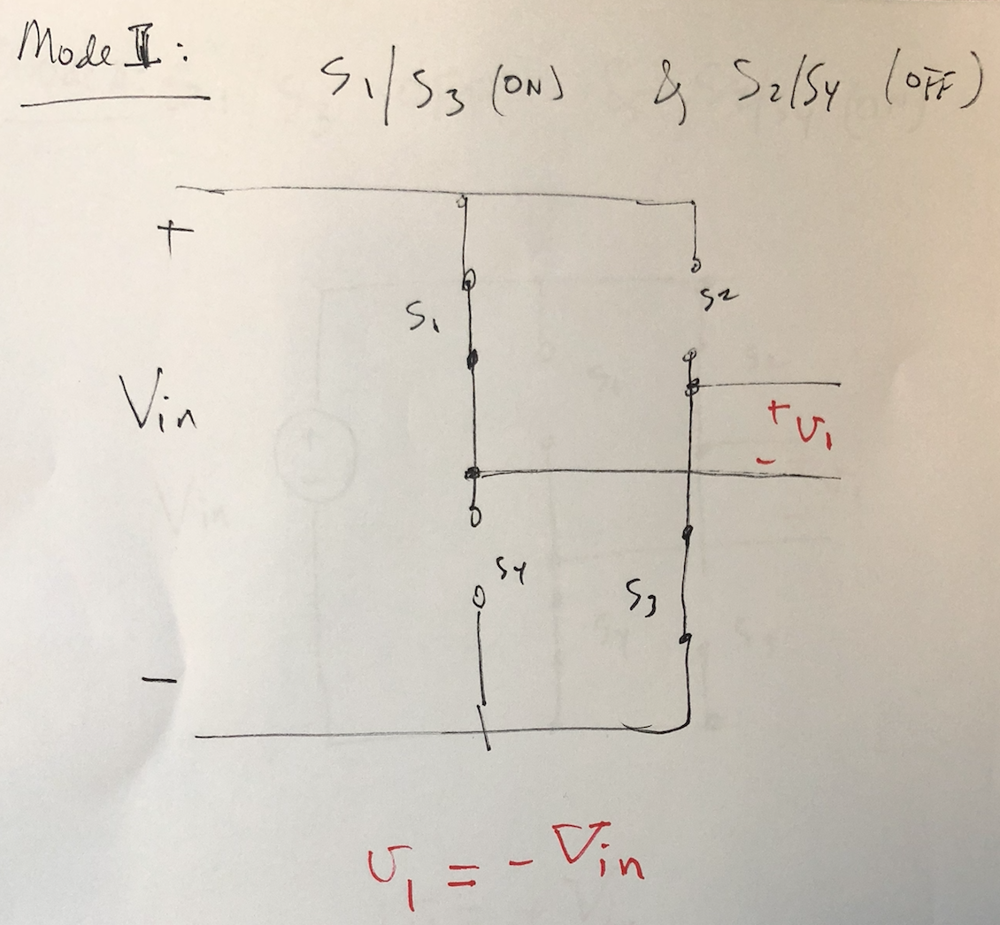 Mode II:
S1/S3 (ON) & S2/S4 (OFF)
+
S2
S1
Vin
+ v1
-
S4
S3
-
v1 = - Vin